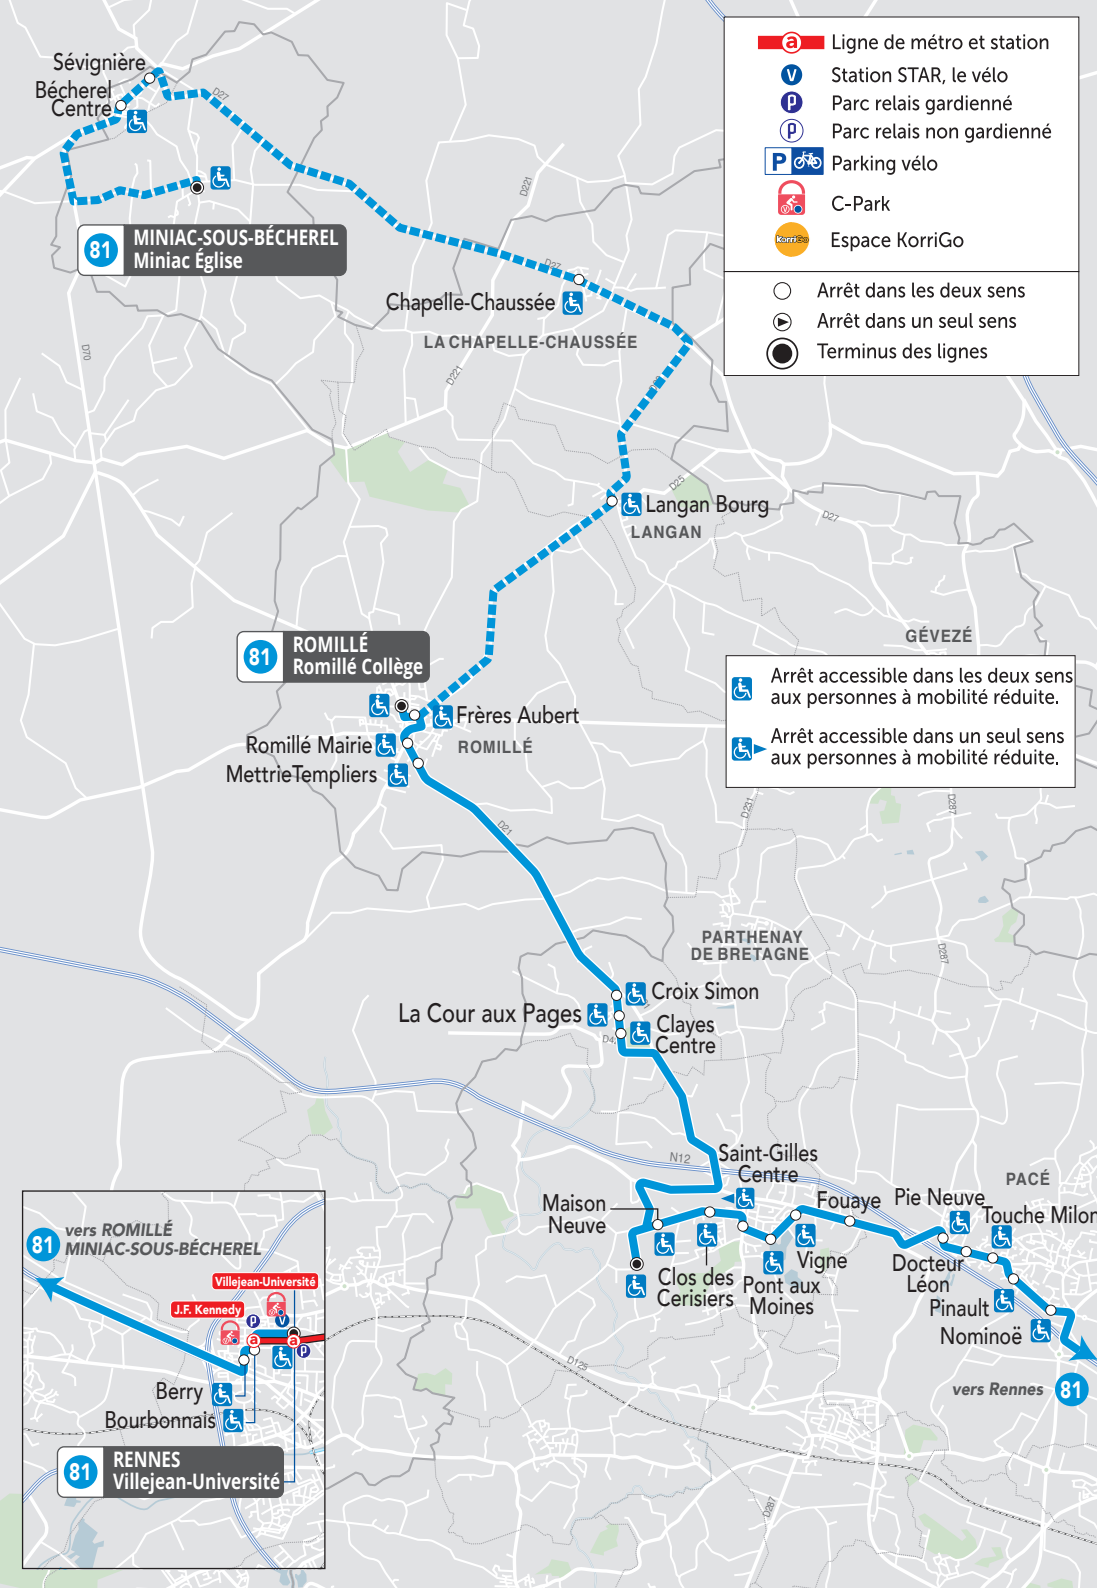 Sévignière
Bécherel
Centre
D27
81
MINIAC-SOUS-BÉCHEREL
Miniac Église
D70
D221
D27
Chapelle-Chaussée
LA CHAPELLE-CHAUSSÉE
D221
a
Ligne de métro et station
V
Station STAR, le vélo
P
Parc relais gardienné
P
Parc relais non gardienné
P
Parking vélo
C-Park
KorriGo
Espace KorriGo
Arrêt dans les deux sens
Arrêt dans un seul sens
Terminus des lignes
D25
Langan Bourg
LANGAN
D27
GÉVEZÉ
81
ROMILLÉ
Romillé Collège
Arrêt accessible dans les deux sens
aux personnes à mobilité réduite.
Arrêt accessible dans un seul sens
aux personnes à mobilité réduite.
Frères Aubert
Romillé Mairie
ROMILLÉ
MettrieTempliers
D21
D231
D287
PARTHENAY
DE BRETAGNE
D287
Croix Simon
La Cour aux Pages
Clayes
Centre
N12
Saint-Gilles
Centre
PACÉ
Maison
Neuve
Fouaye
Pie Neuve
Touche Milon
Clos des
Cerisiers
Vigne
Pont aux
Moines
Docteur
Léon
Pinault
Nominoë
D125
vers Rennes
81
D287
81
vers ROMILLÉ
MINIAC-SOUS-BÉCHEREL
Villejean-Université
J.F. Kennedy
P
V
a
a
P
Berry
Bourbonnais
81
RENNES
Villejean-Université